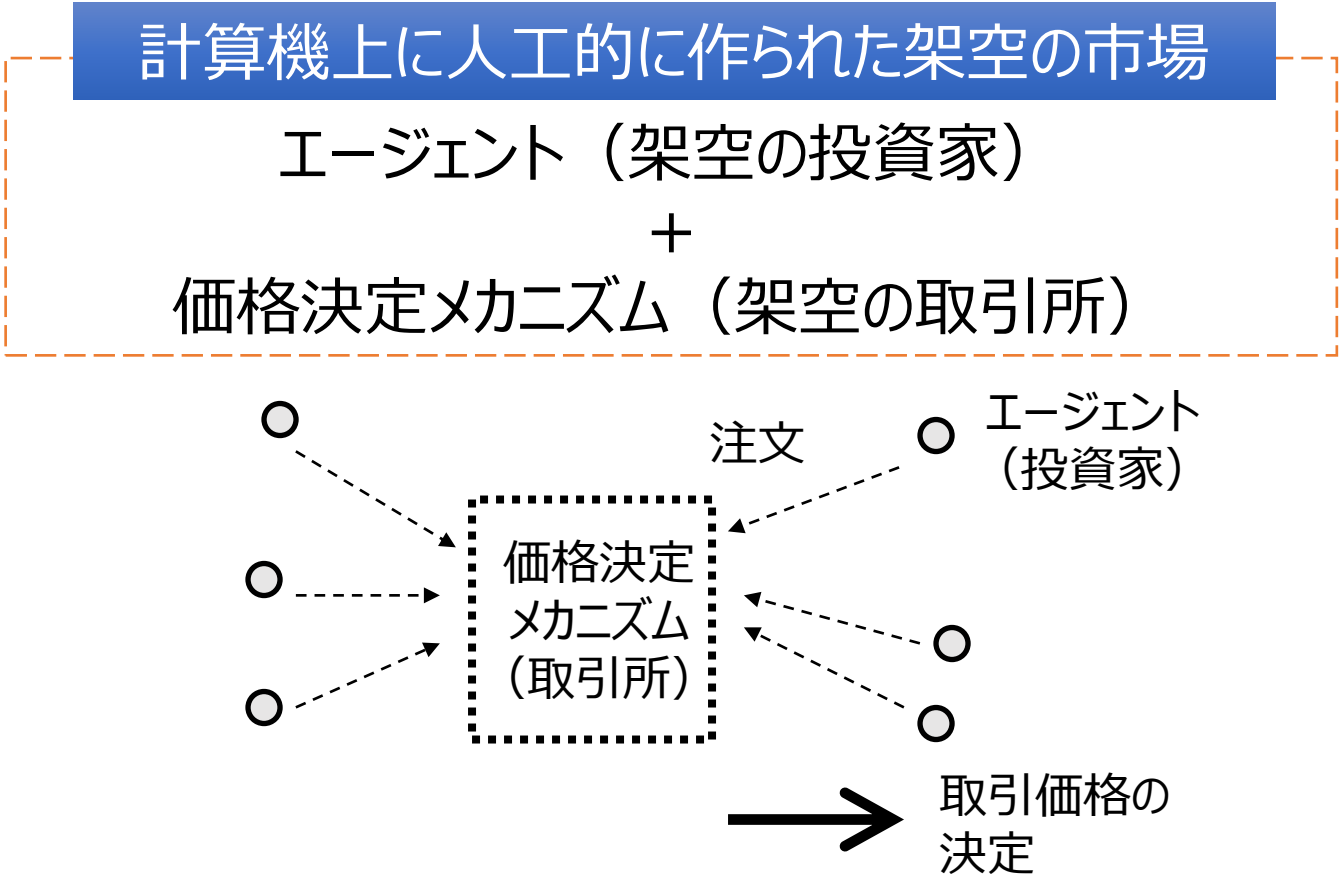 計算機上に人工的に作られた架空の市場
エージェント（架空の投資家）
＋
価格決定メカニズム（架空の取引所）
注文
エージェント
（投資家）
価格決定
メカニズム
（取引所）
取引価格の
決定